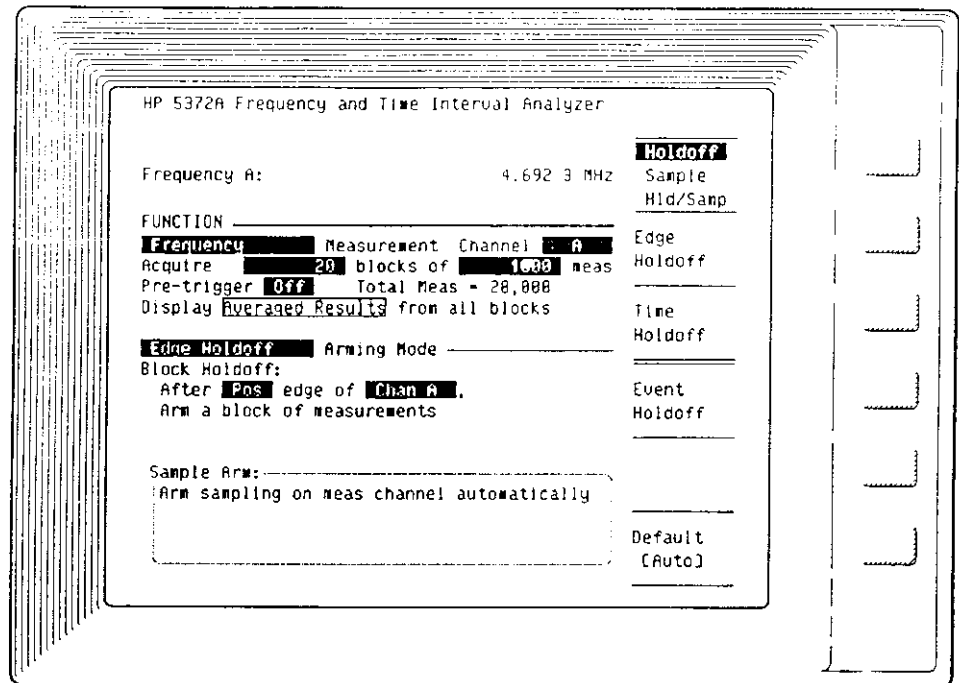 HP 5372A Frequency and Time Interval Analyzer
Frequency A: 4.692 3 MHz
FUNCTION
Frequency Measurement Channel : A
Acquire 20 blocks of 1000 meas
Pre-trigger Off Total Meas = 20,000
Display Averaged Results from all blocks
Edge Holdoff Arming Mode
Block Holdoff:
After Pos edge of Chan A,
Arm a block of measurements
Sample Arm:
Arm sampling on meas channel automatically
Holdoff
Sample
Hld/Samp
Edge
Holdoff
Time
Holdoff
Event
Holdoff
Default
[Auto]